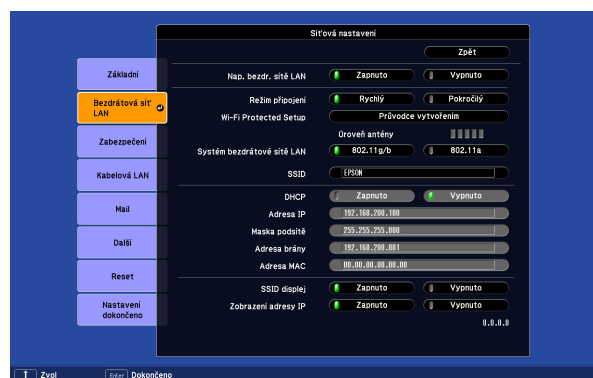 Síťová nastavení
Zpět
Základní
Bezdrátová síť LAN
Zabezpečení
Kabelová LAN
Mail
Další
Reset
Nastavení dokončeno
Nap. bezdr. sítě LAN Zapnuto Vypnuto
Režim připojení Rychlý Pokročilý
Wi-Fi Protected Setup Průvodce vytvořením
Úroveň antény
Systém bezdrátové sítě LAN 802.11g/b 802.11a
SSID EPSON
DHCP Zapnuto Vypnuto
Adresa IP 192.168.200.100
Maska podsítě 255.255.255.000
Adresa brány 192.168.200.001
Adresa MAC 00.00.00.00.00.00
SSID displej Zapnuto Vypnuto
Zobrazení adresy IP Zapnuto Vypnuto
0.0.0.0
Zvol Enter Dokončeno